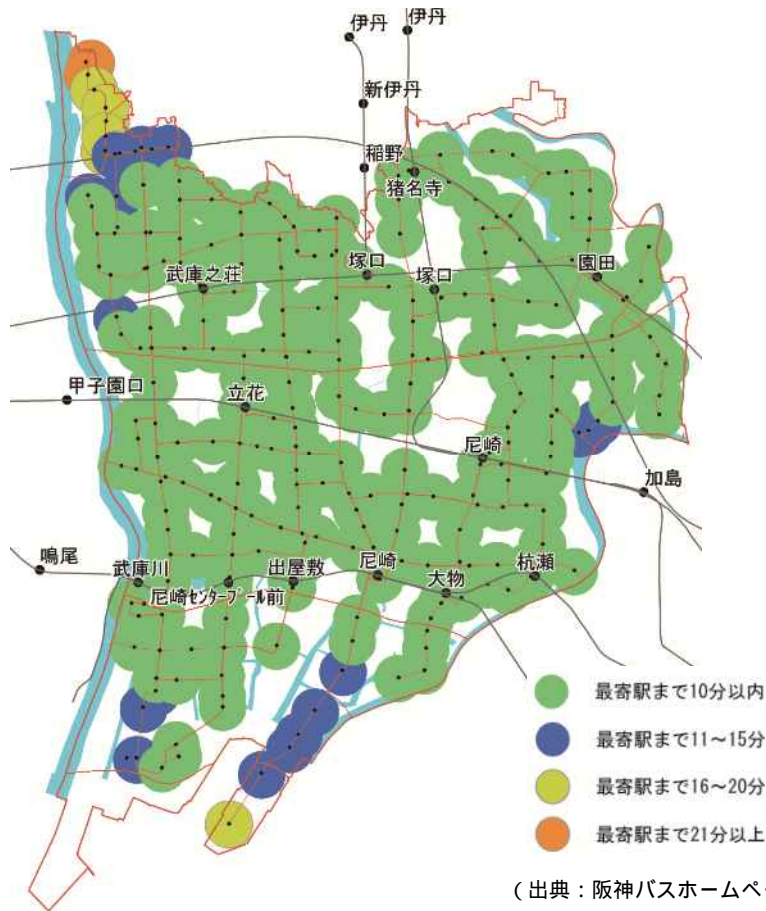 伊丹
伊丹
新伊丹
稲野
猪名寺
武庫之荘
塚口
塚口
園田
甲子園口
立花
尼崎
加島
鳴尾
武庫川
尼崎センタープール前
出屋敷
尼崎
大物
杭瀬
最寄駅まで10分以内
最寄駅まで11～15分
最寄駅まで16～20分
最寄駅まで21分以上
(出典:阪神バスホームペ